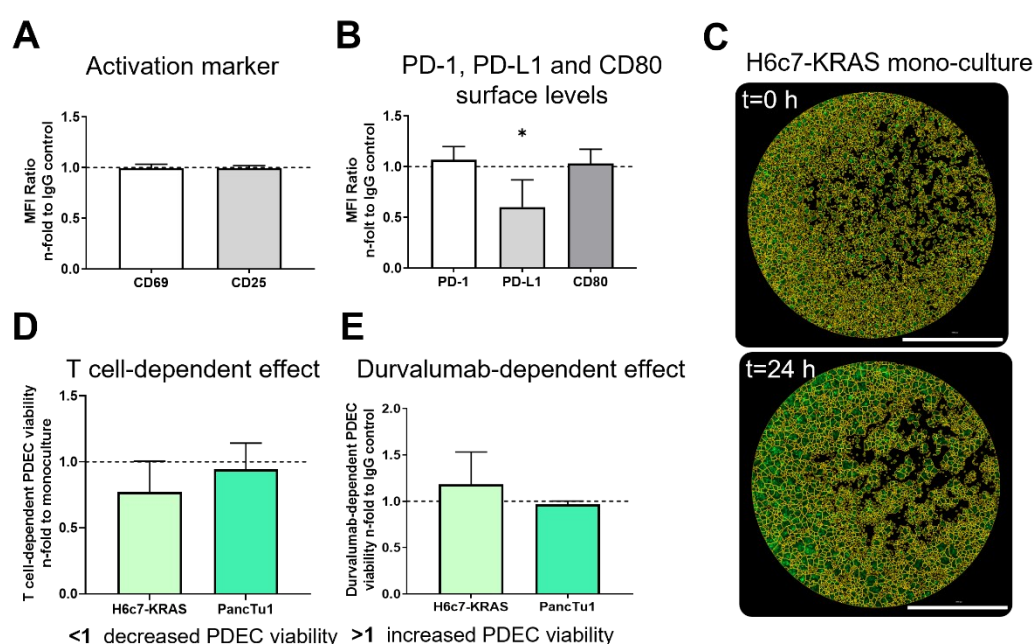 A
Activation marker
MFI Ratio
n-fold to IgG control
1.5
1.0
0.5
0.0
CD69 CD25
B
PD-1, PD-L1 and CD80
surface levels
MFI Ratio
n-folt to IgG control
1.5
1.0
0.5
0.0
*
PD-1 PD-L1 CD80
C
H6c7-KRAS mono-culture
t=0 h
t=24 h
D
T cell-dependent effect
T cell-dependent PDEC viability
n-fold to monoculture
1.5
1.0
0.5
0.0
H6c7-KRAS PancTu1
E
Durvalumab-dependent effect
Durvalumab-dependent PDEC
viability n-fold to IgG control
2.0
1.5
1.0
0.5
0.0
H6c7-KRAS PancTu1
<1 decreased PDEC viability >1 increased PDEC viability